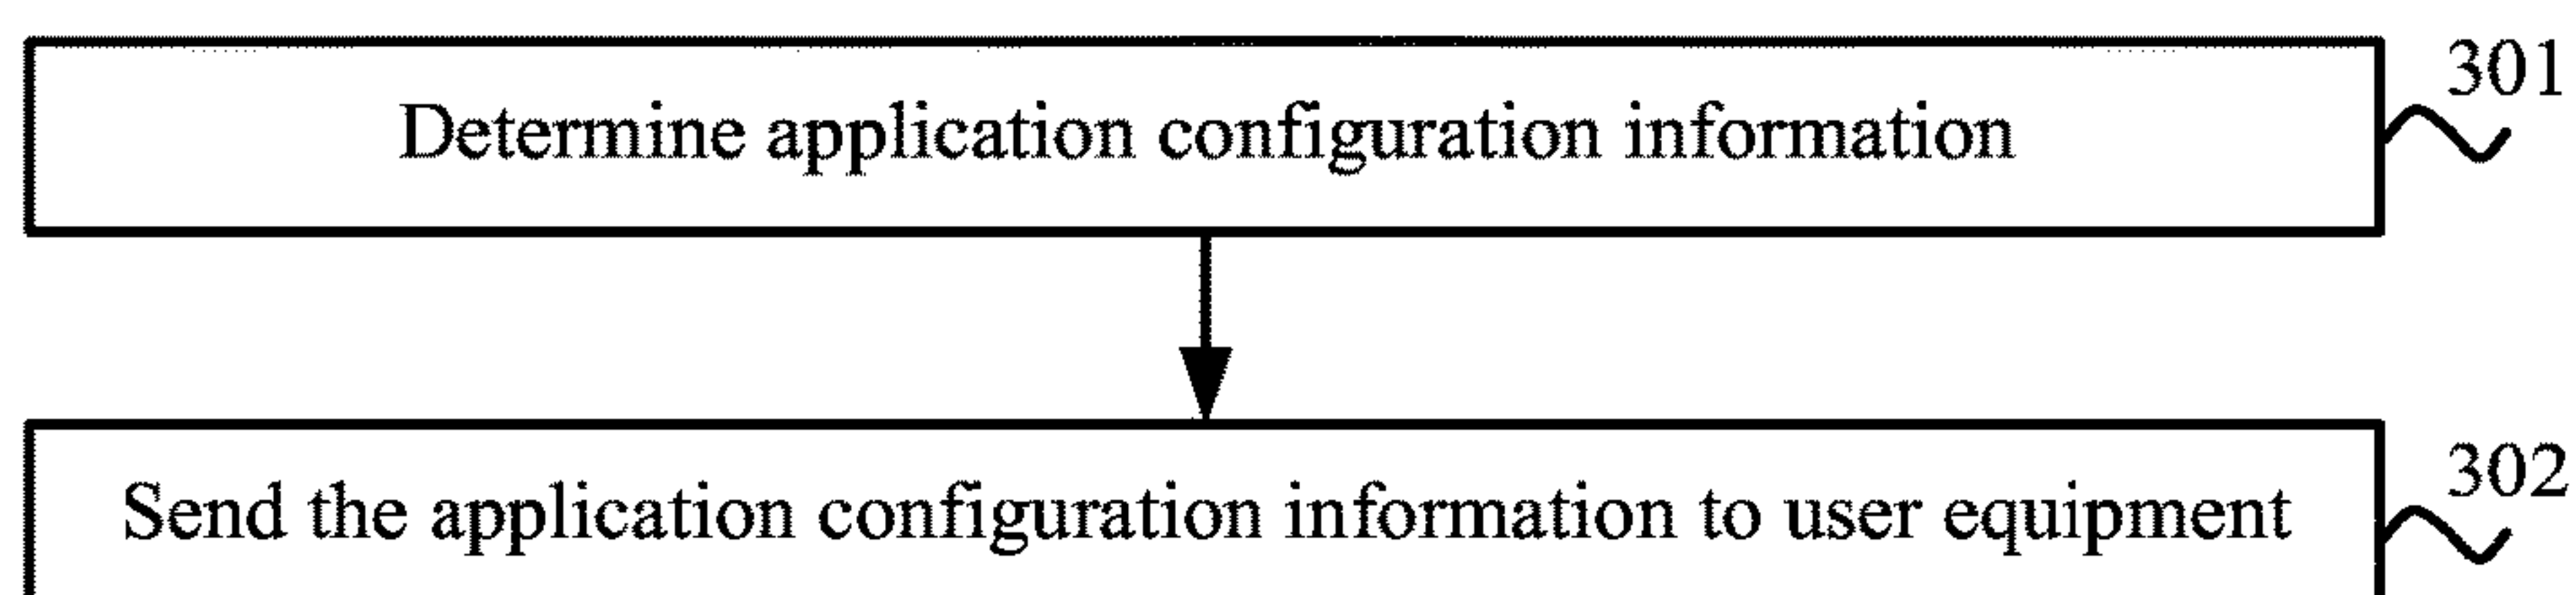 301
Determine application configuration information
302
Send the application configuration information to user equipment